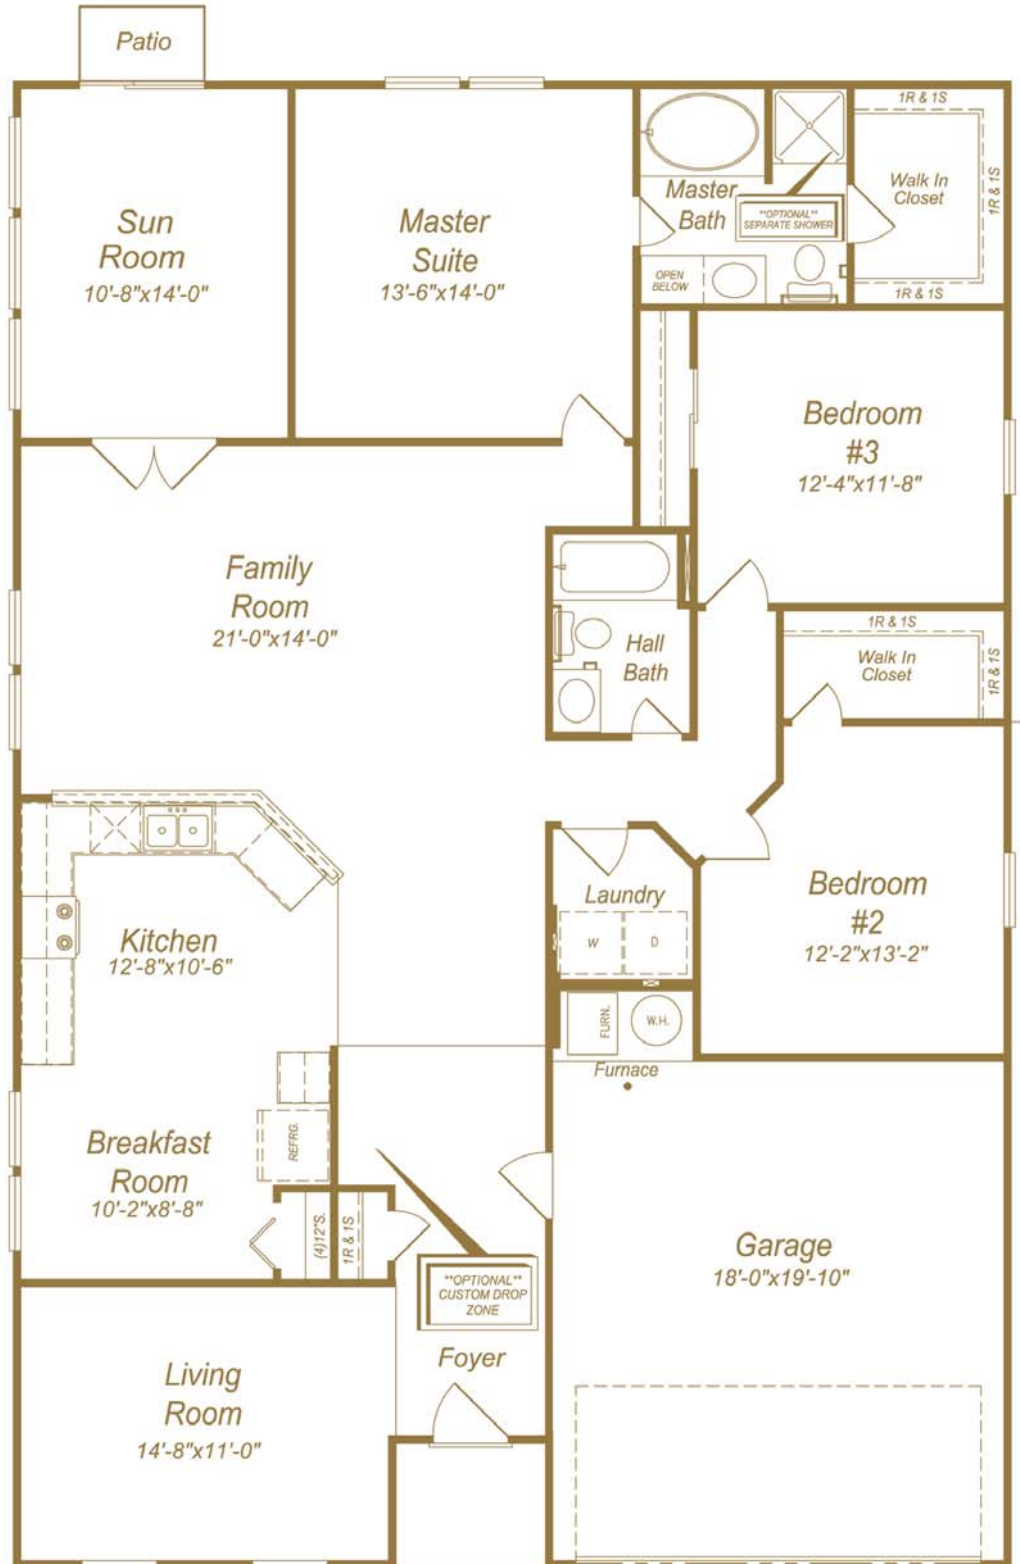 Patio
1R & 1S
Walk In
Closet
1R & 1S
1R & 1S
Master
Bath
**OPTIONAL**
SEPARATE SHOWER
OPEN
BELOW
Sun
Room
10'-8"x14'-0"
Master
Suite
13'-6"x14'-0"
Bedroom
#3
12'-4"x11'-8"
Family
Room
21'-0"x14'-0"
Hall
Bath
1R & 1S
Walk In
Closet
1R & 1S
Laundry
W
D
Bedroom
#2
12'-2"x13'-2"
Kitchen
12'-8"x10'-6"
FURN.
W.H.
Furnace
Breakfast
Room
10'-2"x8'-8"
REFRG.
(4)12"S.
1R & 1S
**OPTIONAL**
CUSTOM DROP
ZONE
Garage
18'-0"x19'-10"
Foyer
Living
Room
14'-8"x11'-0"